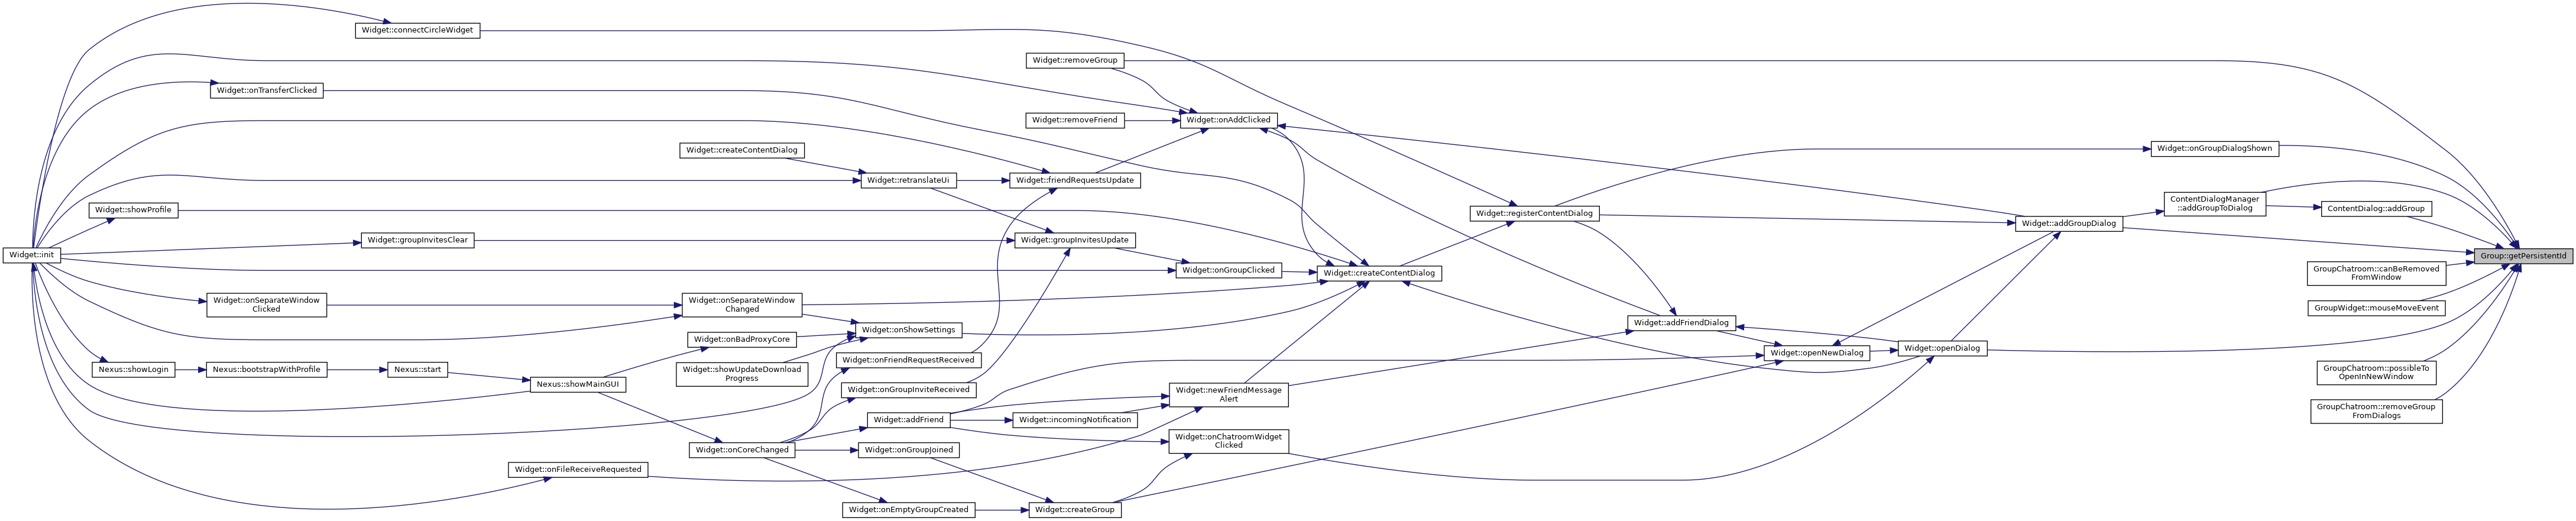 Widget::connectCircleWidget
Widget::removeGroup
Widget::onTransferClicked
Widget::removeFriend
Widget::onAddClicked
Widget::createContentDialog
Widget::onGroupDialogShown
Widget::retranslateUi
Widget::friendRequestsUpdate
Widget::showProfile
Widget::registerContentDialog
ContentDialogManager
::addGroupToDialog
ContentDialog::addGroup
Widget::addGroupDialog
Widget::init
Widget::groupInvitesClear
Widget::groupInvitesUpdate
Group::getPersistentId
Widget::onGroupClicked
Widget::createContentDialog
GroupChatroom::canBeRemoved
FromWindow
Widget::onSeparateWindow
Clicked
Widget::onSeparateWindow
Changed
GroupWidget::mouseMoveEvent
Widget::onShowSettings
Widget::addFriendDialog
Widget::onBadProxyCore
Widget::openNewDialog
Widget::openDialog
Widget::onFriendRequestReceived
Nexus::showLogin
Nexus::bootstrapWithProfile
Nexus::start
Widget::showUpdateDownload
Progress
GroupChatroom::possibleTo
OpenInNewWindow
Nexus::showMainGUI
Widget::onGroupInviteReceived
Widget::newFriendMessage
Alert
GroupChatroom::removeGroup
FromDialogs
Widget::addFriend
Widget::incomingNotification
Widget::onCoreChanged
Widget::onGroupJoined
Widget::onChatroomWidget
Clicked
Widget::onFileReceiveRequested
Widget::onEmptyGroupCreated
Widget::createGroup